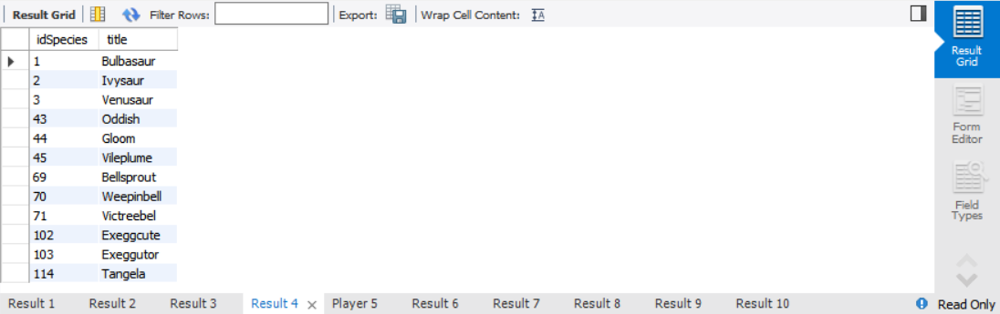 Result Grid Filter Rows: Export: Wrap Cell Content:
idSpecies title
1 Bulbasaur
2 Ivysaur
3 Venusaur
43 Oddish
44 Gloom
45 Vileplume
69 Bellsprout
70 Weepinbell
71 Victreebel
102 Exeggcute
103 Exeggutor
114 Tangela
Result
Grid
Form
Editor
Field
Types
Result 1 Result 2 Result 3 Result 4 Player 5 Result 6 Result 7 Result 8 Result 9 Result 10 Read Only